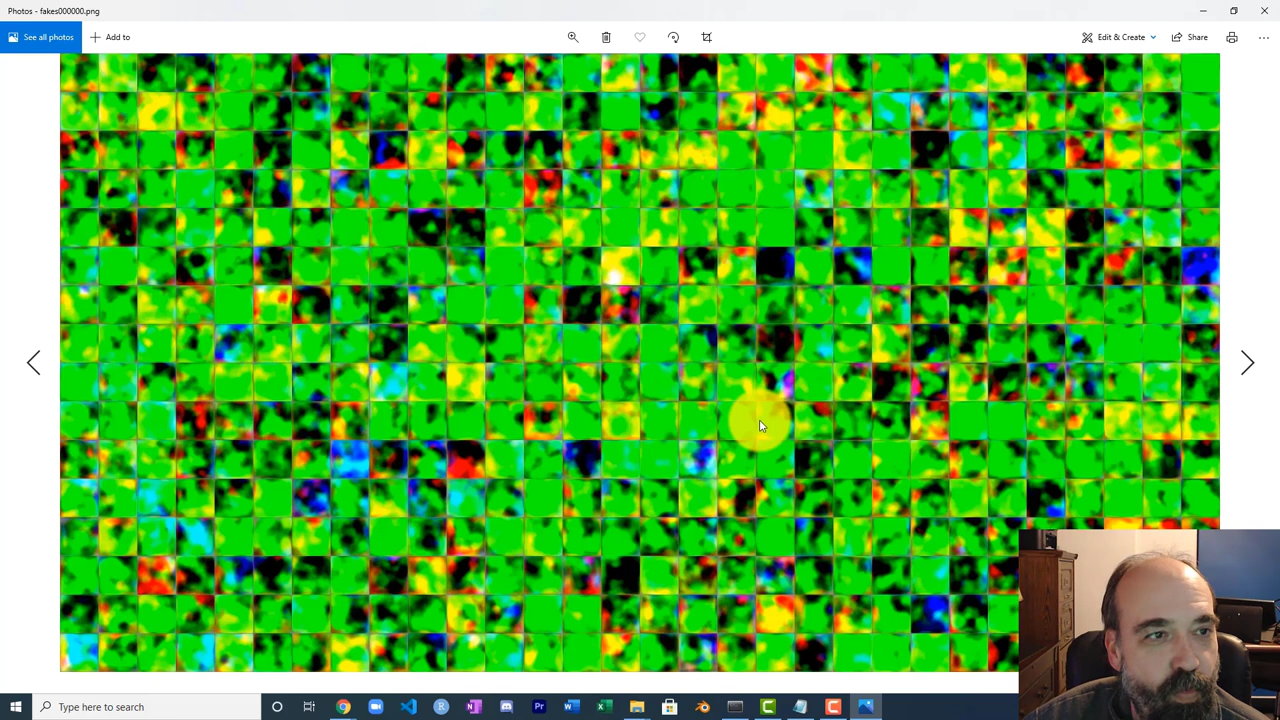 Photos - fakes000000.png
See all photos
Add to
Edit & Create
Share
Type here to search